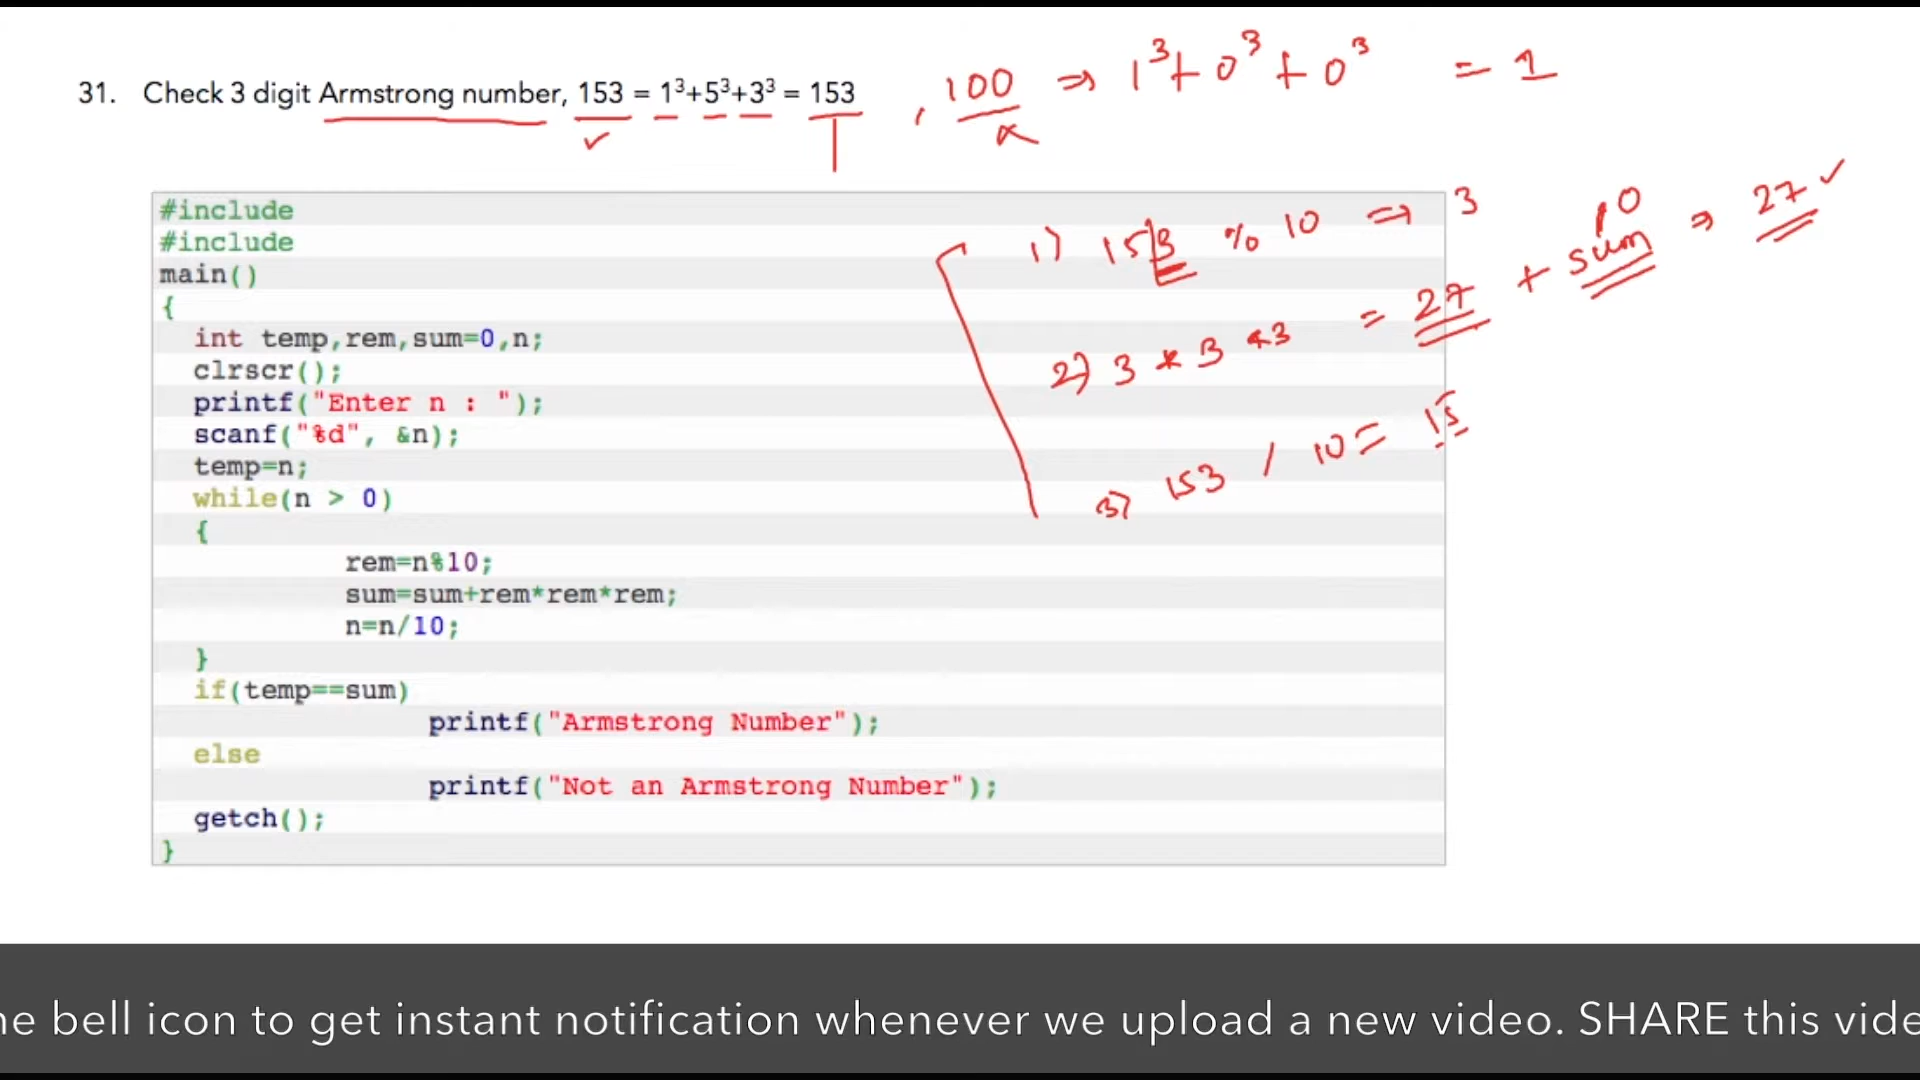 31. Check 3 digit Armstrong number, 153 = 1³+5³+3³ = 153 , 100 => 1³ + 0³ + 0³ = 1
#include
#include
main()
{
int temp,rem,sum=0,n;
clrscr();
printf("Enter n : ");
scanf("%d", &n);
temp=n;
while(n > 0)
{
rem=n%10;
sum=sum+rem*rem*rem;
n=n/10;
}
if(temp==sum)
printf("Armstrong Number");
else
printf("Not an Armstrong Number");
getch();
}
1) 153 % 10 => 3
2) 3 * 3 *3 = 27 + sum => 27
0
3) 153 / 10 = 15
he bell icon to get instant notification whenever we upload a new video. SHARE this vide